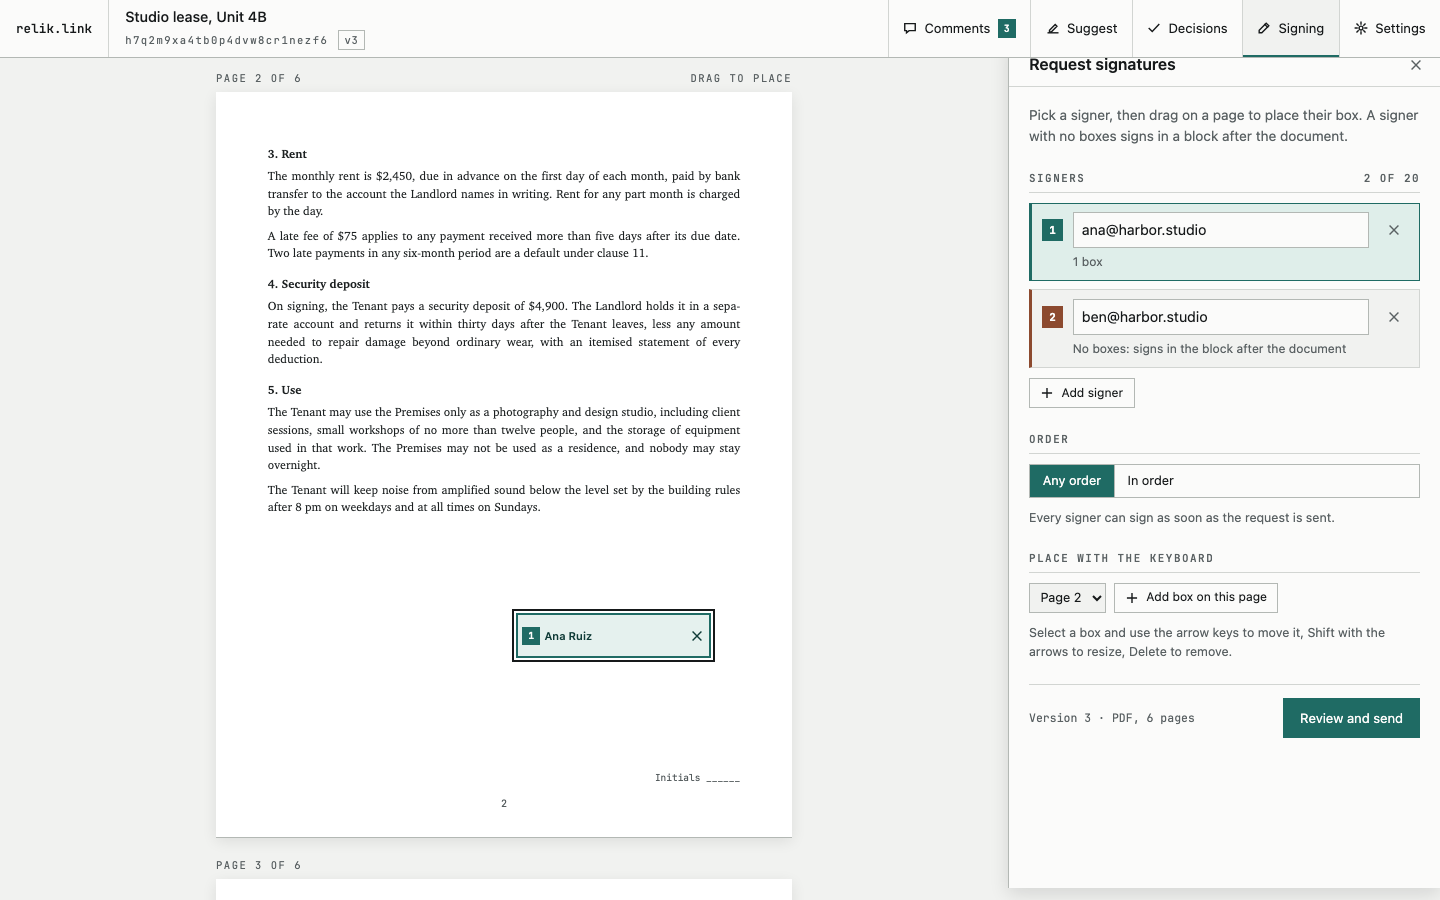 relik.link
Studio lease, Unit 4B
h7q2m9xa4tb0p4dvw8cr1nezf6 v3
Comments 3
Suggest
Decisions
Signing
Settings
PAGE 2 OF 6
DRAG TO PLACE
3. Rent
The monthly rent is $2,450, due in advance on the first day of each month, paid by bank
transfer to the account the Landlord names in writing. Rent for any part month is charged
by the day.
A late fee of $75 applies to any payment received more than five days after its due date.
Two late payments in any six-month period are a default under clause 11.
4. Security deposit
On signing, the Tenant pays a security deposit of $4,900. The Landlord holds it in a sepa-
rate account and returns it within thirty days after the Tenant leaves, less any amount
needed to repair damage beyond ordinary wear, with an itemised statement of every
deduction.
5. Use
The Tenant may use the Premises only as a photography and design studio, including client
sessions, small workshops of no more than twelve people, and the storage of equipment
used in that work. The Premises may not be used as a residence, and nobody may stay
overnight.
The Tenant will keep noise from amplified sound below the level set by the building rules
after 8 pm on weekdays and at all times on Sundays.
1 Ana Ruiz
Initials ______
2
PAGE 3 OF 6
Request signatures
Pick a signer, then drag on a page to place their box. A signer
with no boxes signs in a block after the document.
SIGNERS
2 OF 20
1 ana@harbor.studio
1 box
2 ben@harbor.studio
No boxes: signs in the block after the document
Add signer
ORDER
Any order
In order
Every signer can sign as soon as the request is sent.
PLACE WITH THE KEYBOARD
Page 2
Add box on this page
Select a box and use the arrow keys to move it, Shift with the
arrows to resize, Delete to remove.
Version 3 · PDF, 6 pages
Review and send